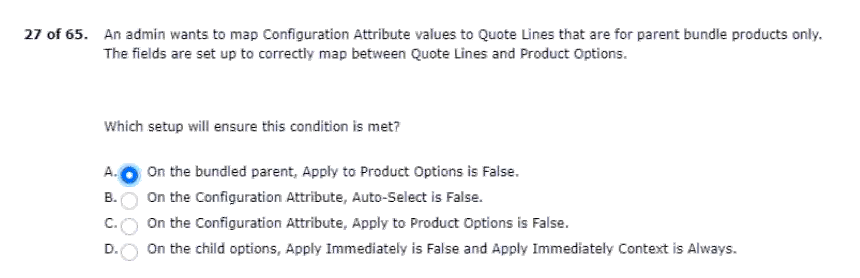 27 of 65. An admin wants to map Configuration Attribute values to Quote Lines that are for parent bundle products only.
The fields are set up to correctly map between Quote Lines and Product Options.
Which setup will ensure this condition is met?
A. On the bundled parent, Apply to Product Options is False.
B. On the Configuration Attribute, Auto-Select is False.
C. On the Configuration Attribute, Apply to Product Options is False.
D. On the child options, Apply Immediately is False and Apply Immediately Context is Always.